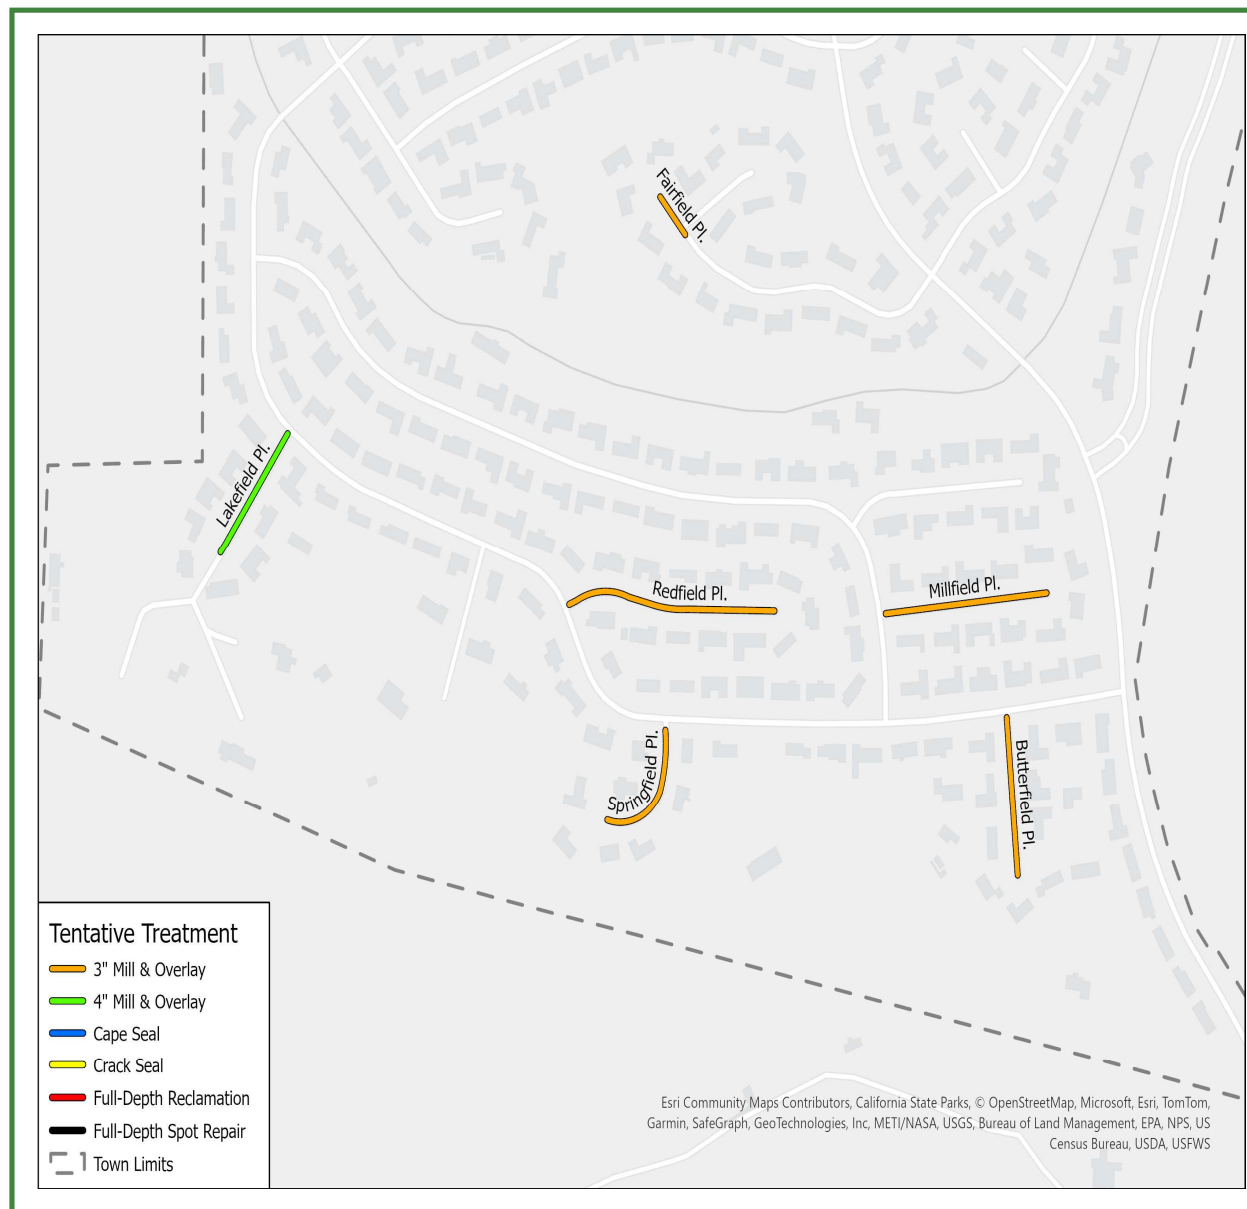 Fairfield Pl.
Lakefield Pl.
Redfield Pl.
Millfield Pl.
Springfield Pl.
Butterfield Pl.
Tentative Treatment
3" Mill & Overlay
4" Mill & Overlay
Cape Seal
Crack Seal
Full-Depth Reclamation
Full-Depth Spot Repair
Town Limits
Esri Community Maps Contributors, California State Parks, © OpenStreetMap, Microsoft, Esri, TomTom,
Garmin, SafeGraph, GeoTechnologies, Inc, METI/NASA, USGS, Bureau of Land Management, EPA, NPS, US
Census Bureau, USDA, USFWS